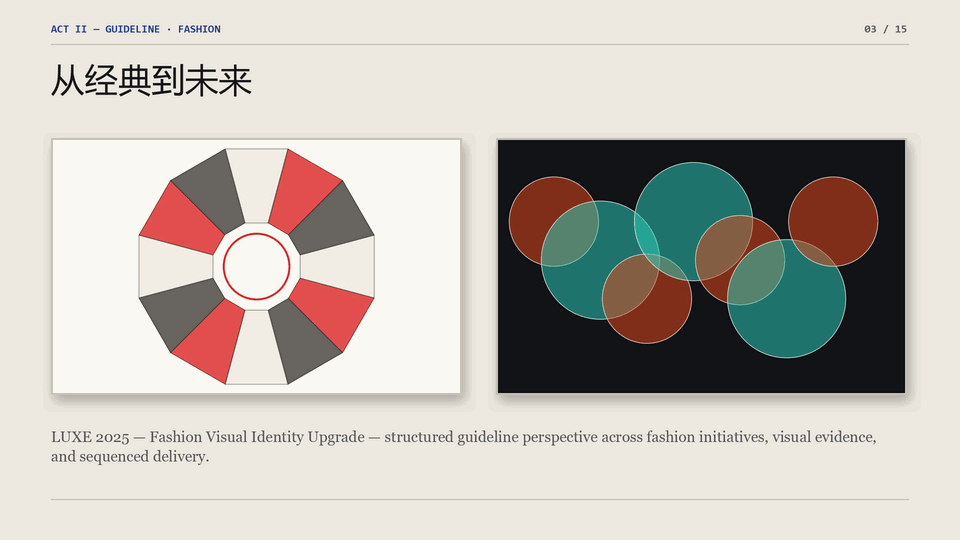 ACT II — GUIDELINE · FASHION
03 / 15
从经典到未来
LUXE 2025 — Fashion Visual Identity Upgrade — structured guideline perspective across fashion initiatives, visual evidence,
and sequenced delivery.